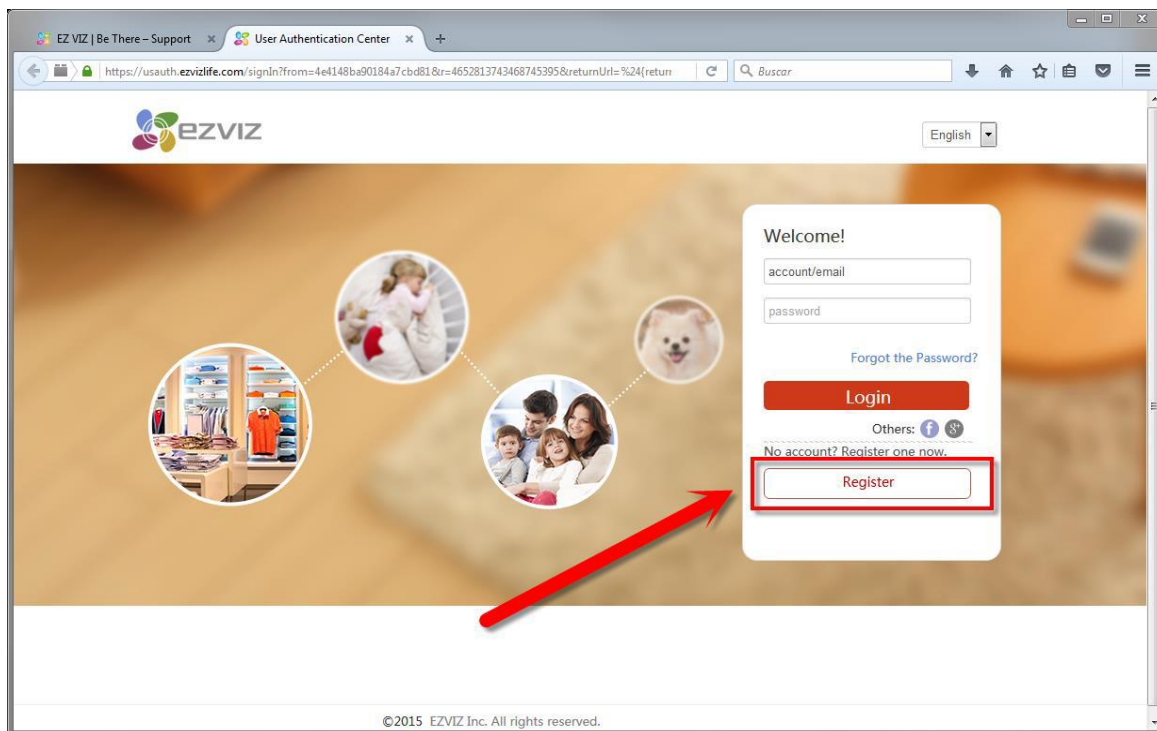 EZ VIZ | Be There – Support
User Authentication Center
https://usauth.ezvizlife.com/signIn?from=4e4148ba90184a7cbd81&r=465281374346874539​5&returnUrl=%24{return
Buscar
ezviz
English
Welcome!
account/email
password
Forgot the Password?
Login
Others:
No account? Register one now.
Register
©2015 EZVIZ Inc. All rights reserved.